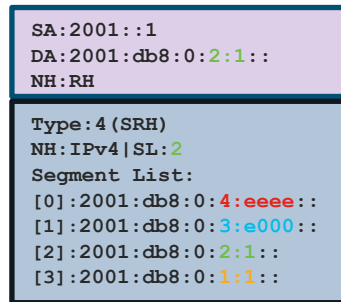 SA:2001::1
DA:2001:db8:0:2:1::
NH:RH
Type:4(SRH)
NH:IPv4|SL:2
Segment List:
[0]:2001:db8:0:4:eeee::
[1]:2001:db8:0:3:e000::
[2]:2001:db8:0:2:1::
[3]:2001:db8:0:1:1::